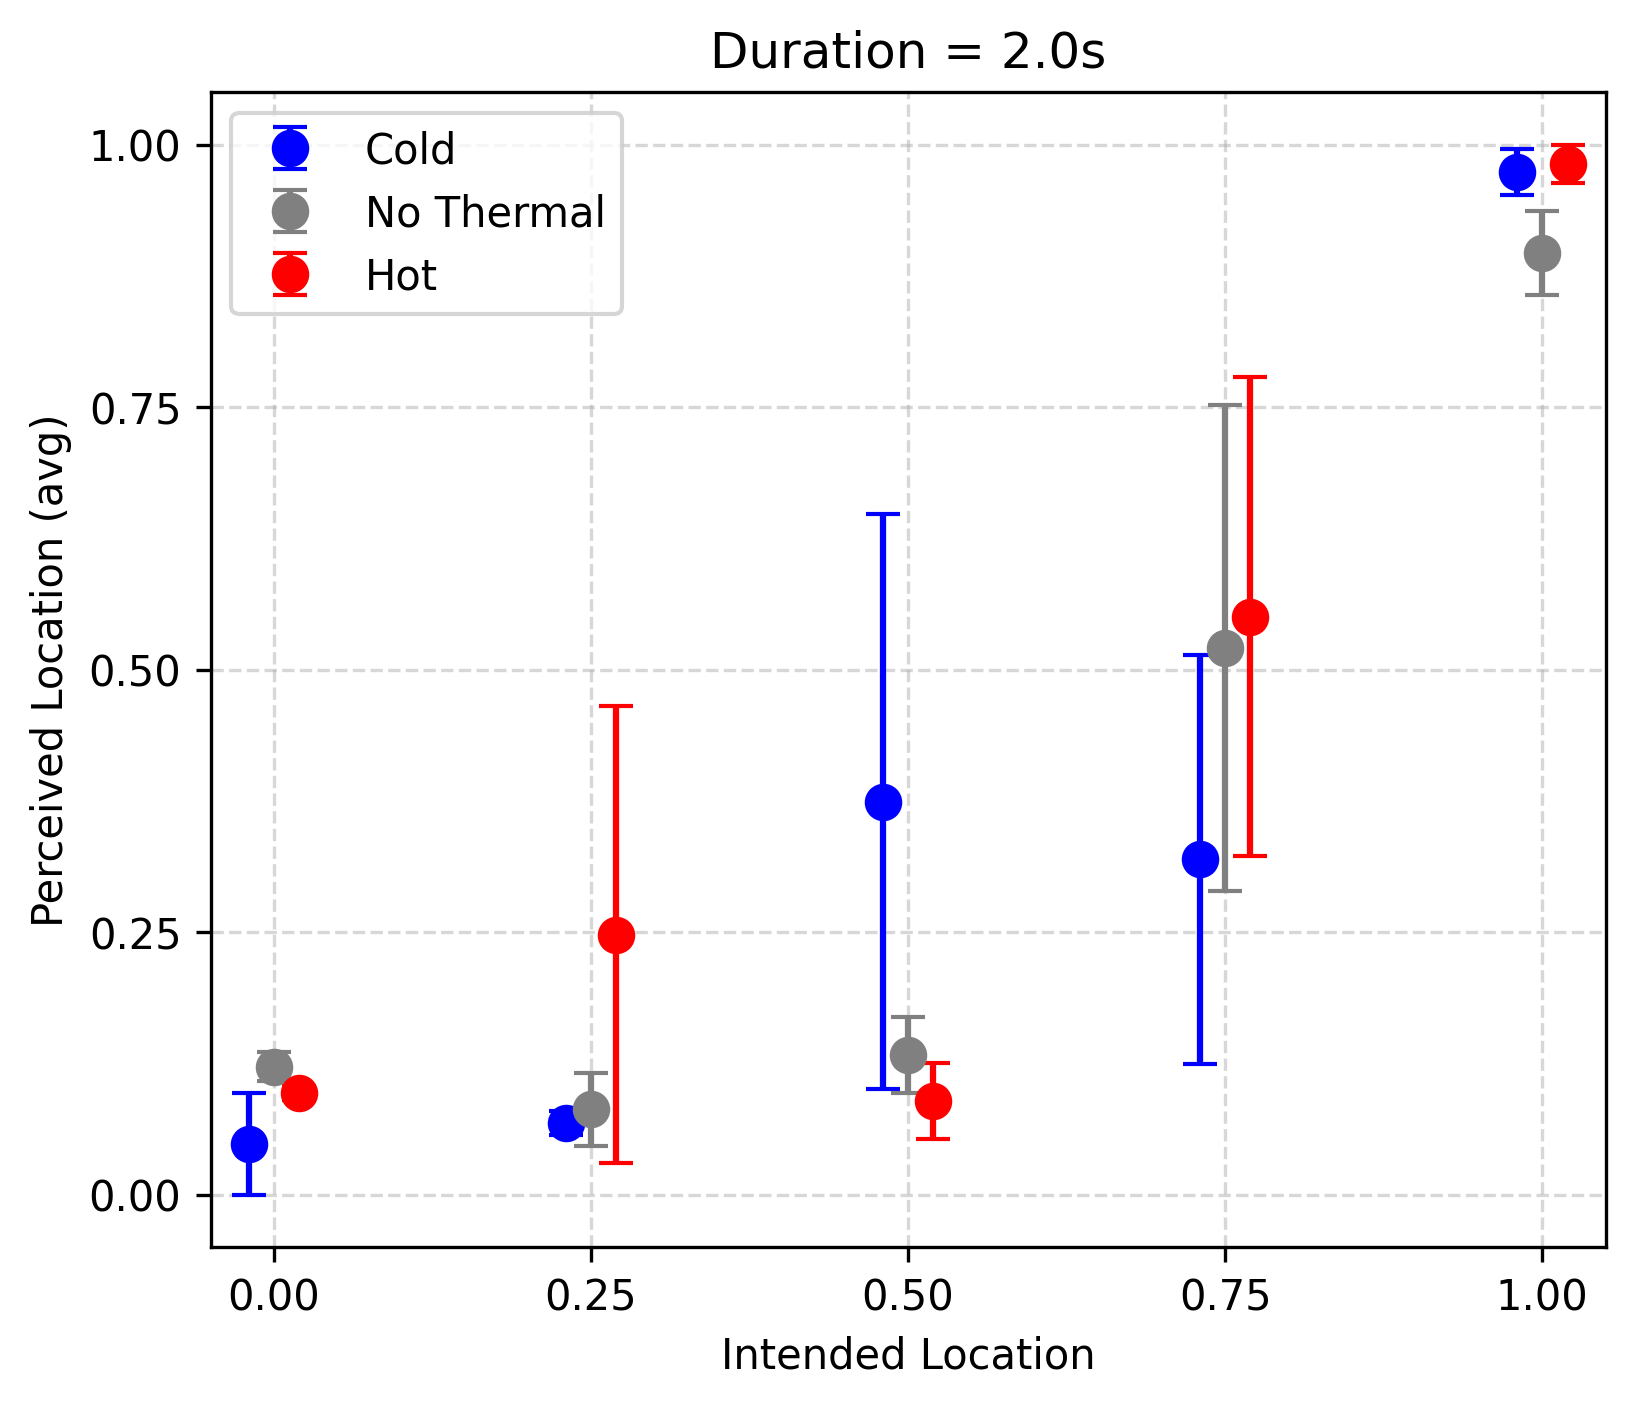 Duration = 2.0s
Cold
No Thermal
Hot
1.00
0.75
0.50
0.25
0.00
Perceived Location (avg)
0.00 0.25 0.50 0.75 1.00
Intended Location